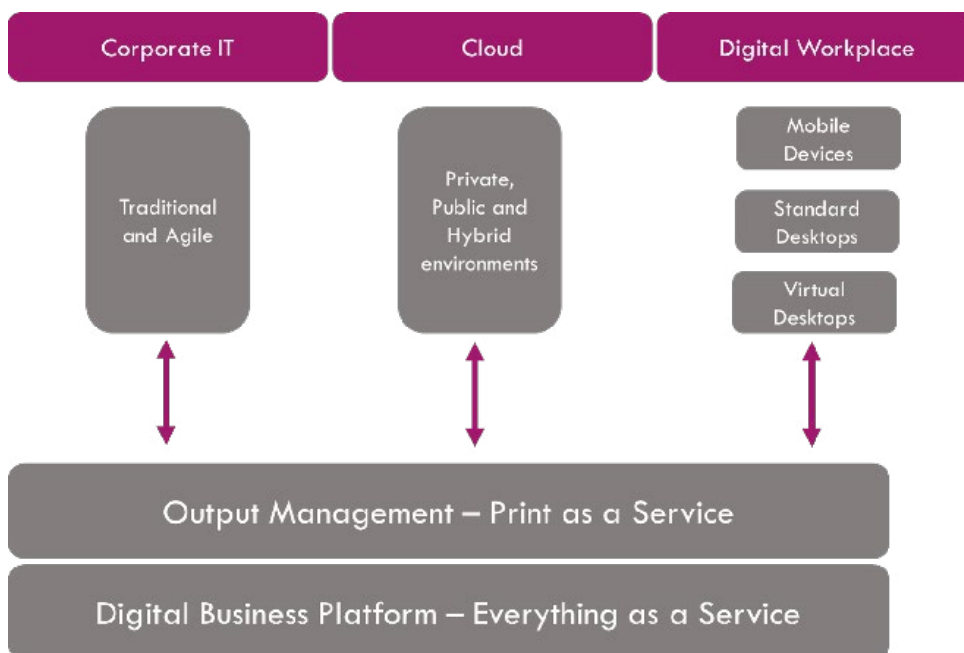 Corporate IT
Cloud
Digital Workplace
Traditional
and Agile
Private,
Public and
Hybrid
environments
Mobile
Devices
Standard
Desktops
Virtual
Desktops
Output Management – Print as a Service
Digital Business Platform – Everything as a Service